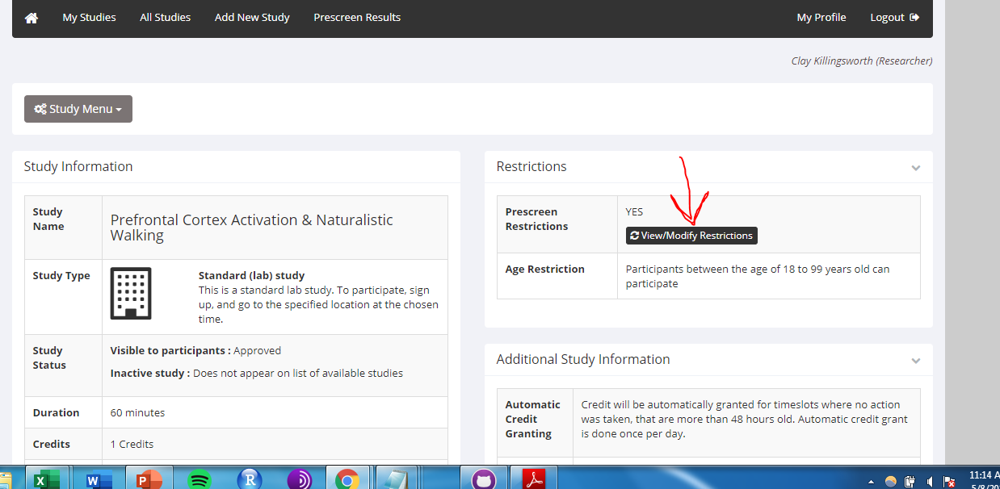 My Studies All Studies Add New Study Prescreen Results My Profile Logout
Clay Killingsworth (Researcher)
Study Menu
Study Information
Study Name
Prefrontal Cortex Activation & Naturalistic
Walking
Study Type
Standard (lab) study
This is a standard lab study. To participate, sign
up, and go to the specified location at the chosen
time.
Study Status
Visible to participants : Approved
Inactive study : Does not appear on list of available studies
Duration
60 minutes
Credits
1 Credits
Restrictions
Prescreen Restrictions
YES
View/Modify Restrictions
Age Restriction
Participants between the age of 18 to 99 years old can
participate
Additional Study Information
Automatic Credit Granting
Credit will be automatically granted for timeslots where no action
was taken, that are more than 48 hours old. Automatic credit grant
is done once per day.
X W P R
11:14 A